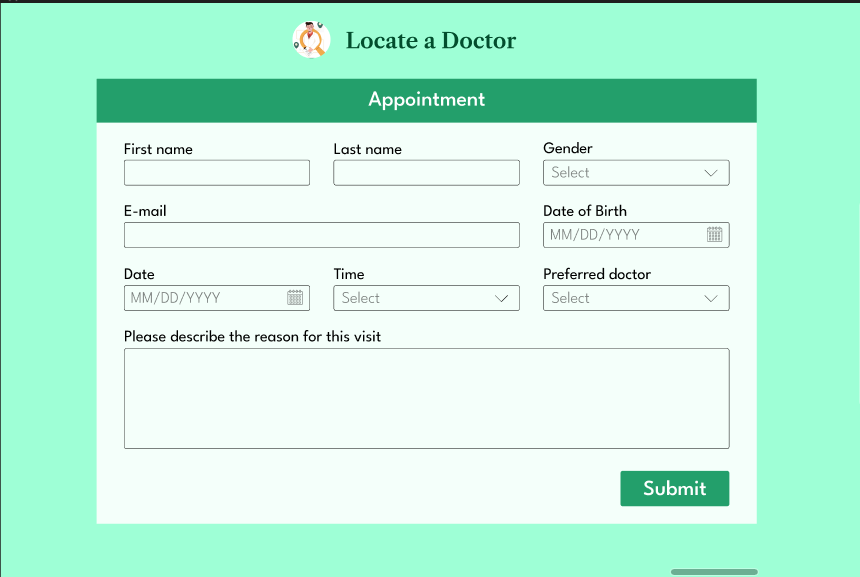 Locate a Doctor
Appointment
First name Last name Gender
Select
E-mail Date of Birth
MM/DD/YYYY
Date Time Preferred doctor
MM/DD/YYYY Select Select
Please describe the reason for this visit
Submit